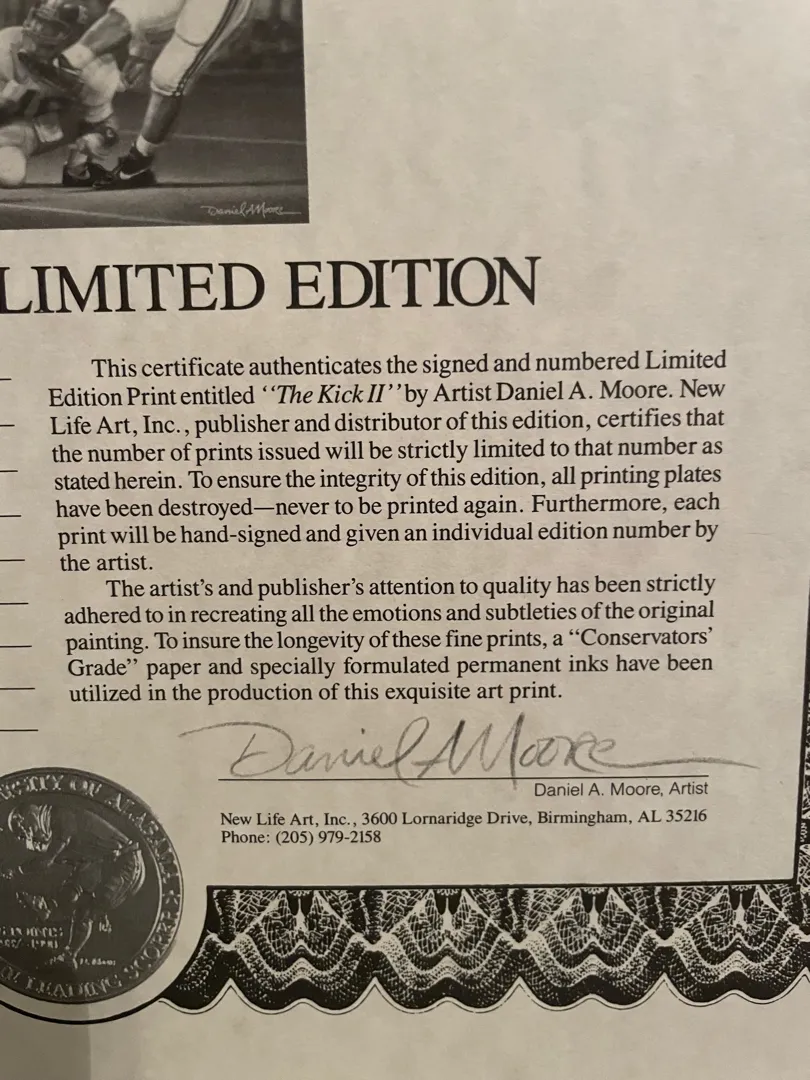 Daniel A Moore
LIMITED EDITION
This certificate authenticates the signed and numbered Limited
Edition Print entitled ‘‘The Kick II’’ by Artist Daniel A. Moore. New
Life Art, Inc., publisher and distributor of this edition, certifies that
the number of prints issued will be strictly limited to that number as
stated herein. To ensure the integrity of this edition, all printing plates
have been destroyed—never to be printed again. Furthermore, each
print will be hand-signed and given an individual edition number by
the artist.
The artist’s and publisher’s attention to quality has been strictly
adhered to in recreating all the emotions and subtleties of the original
painting. To insure the longevity of these fine prints, a “Conservators’
Grade” paper and specially formulated permanent inks have been
utilized in the production of this exquisite art print.
Daniel A Moore
Daniel A. Moore, Artist
New Life Art, Inc., 3600 Lornaridge Drive, Birmingham, AL 35216
Phone: (205) 979-2158
OF ALABAMA
LEADING SCORER